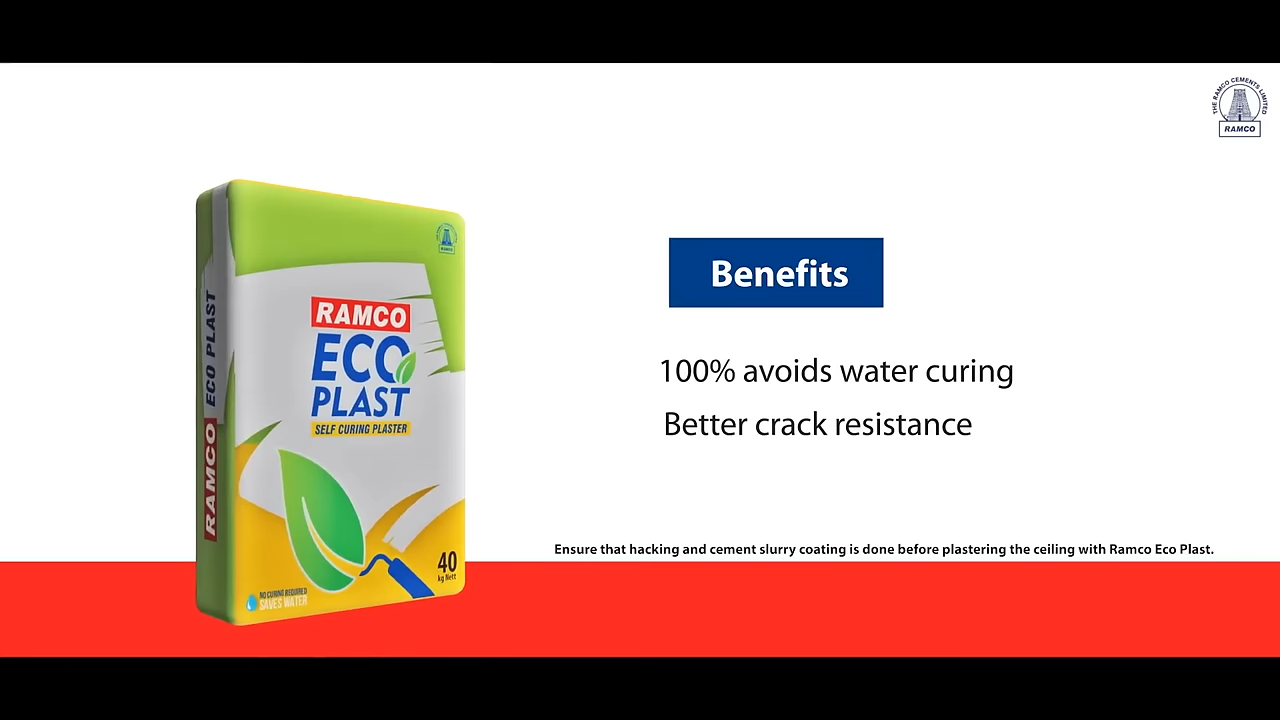 THE RAMCO CEMENTS LIMITED
RAMCO
RAMCO
RAMCO
ECO
PLAST
SELF CURING PLASTER
RAMCO ECO PLAST
40
kg Nett
NO CURING REQUIRED
SAVES WATER
Benefits
100% avoids water curing
Better crack resistance
Ensure that hacking and cement slurry coating is done before plastering the ceiling with Ramco Eco Plast.